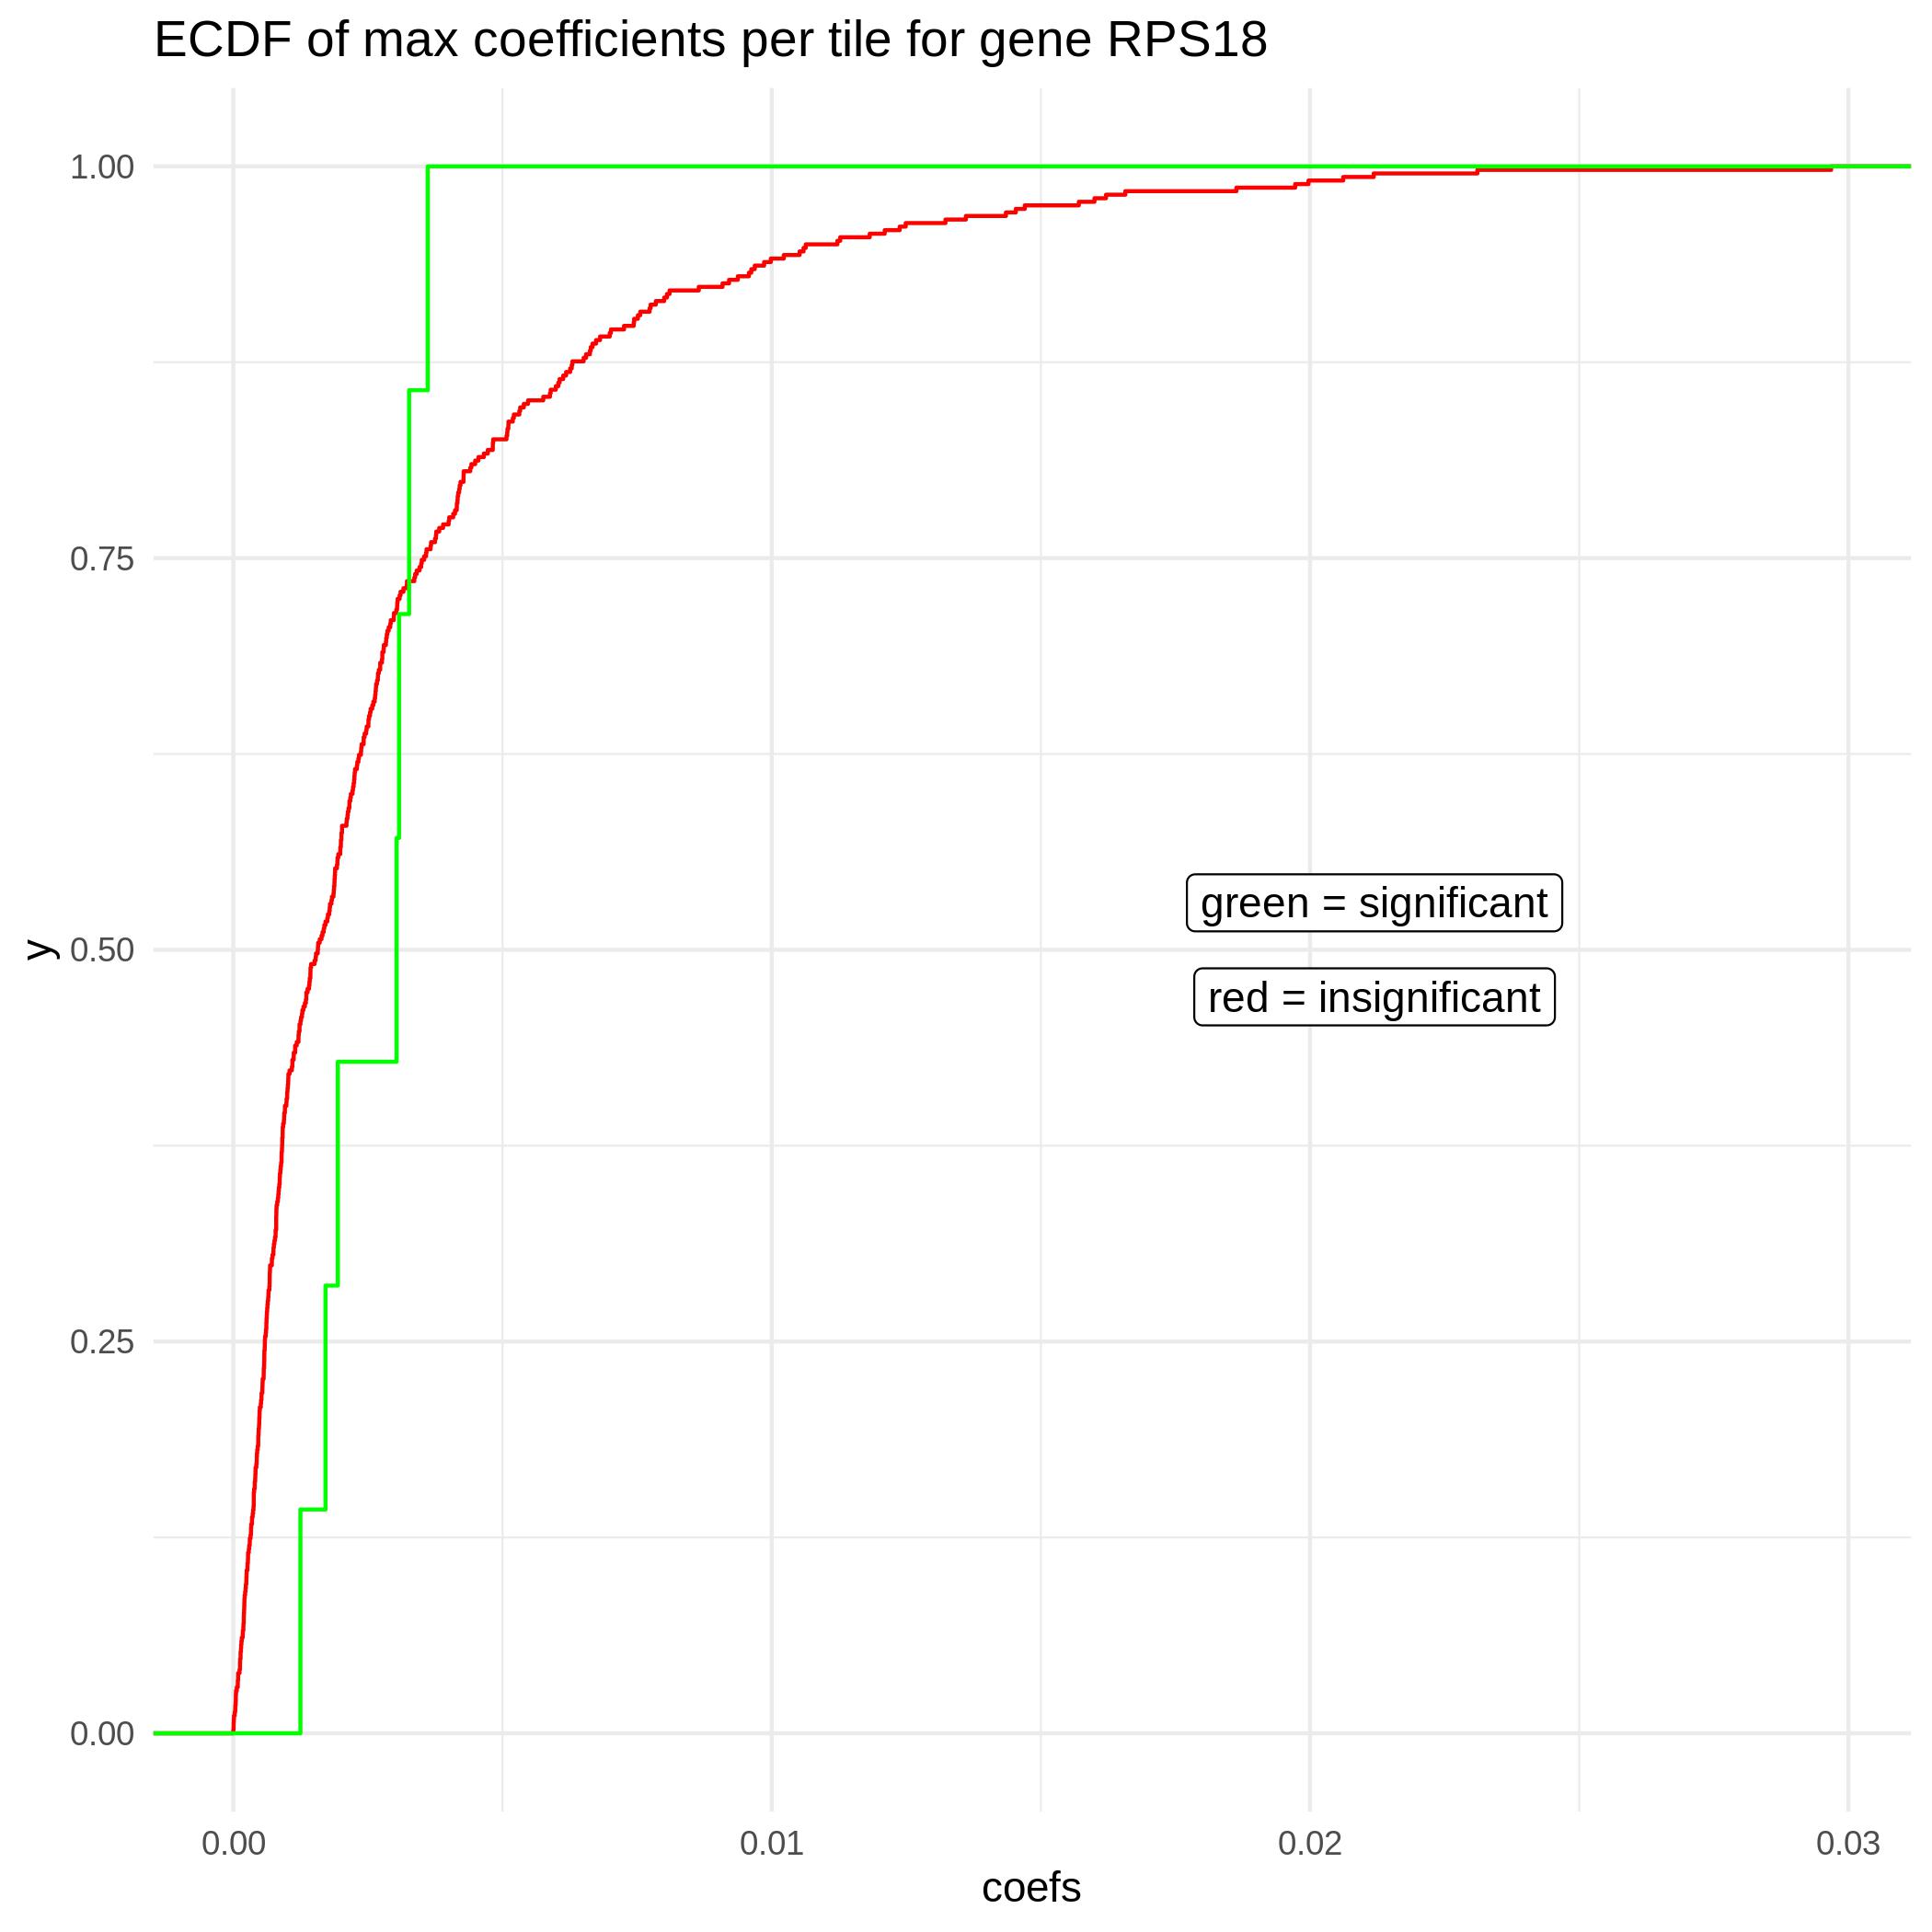 ECDF of max coefficients per tile for gene RPS18
1.00
0.75
0.50
0.25
0.00
y
green = significant
red = insignificant
0.00 0.01 0.02 0.03
coefs